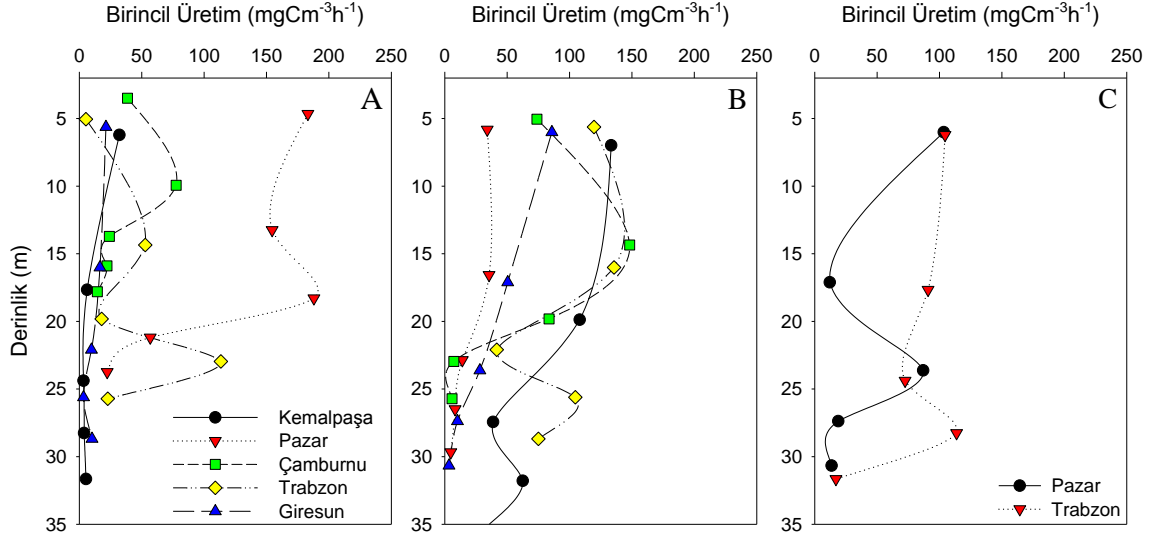 Birincil Üretim (mgCm-3h-1)
Birincil Üretim (mgCm-3h-1)
Birincil Üretim (mgCm-3h-1)
0 50 100 150 200 250
0 50 100 150 200 250
0 50 100 150 200 250
A
B
C
Derinlik (m)
5
10
15
20
25
30
35
5
10
15
20
25
30
35
5
10
15
20
25
30
35
Kemalpaşa
Pazar
Çamburnu
Trabzon
Giresun
Pazar
Trabzon